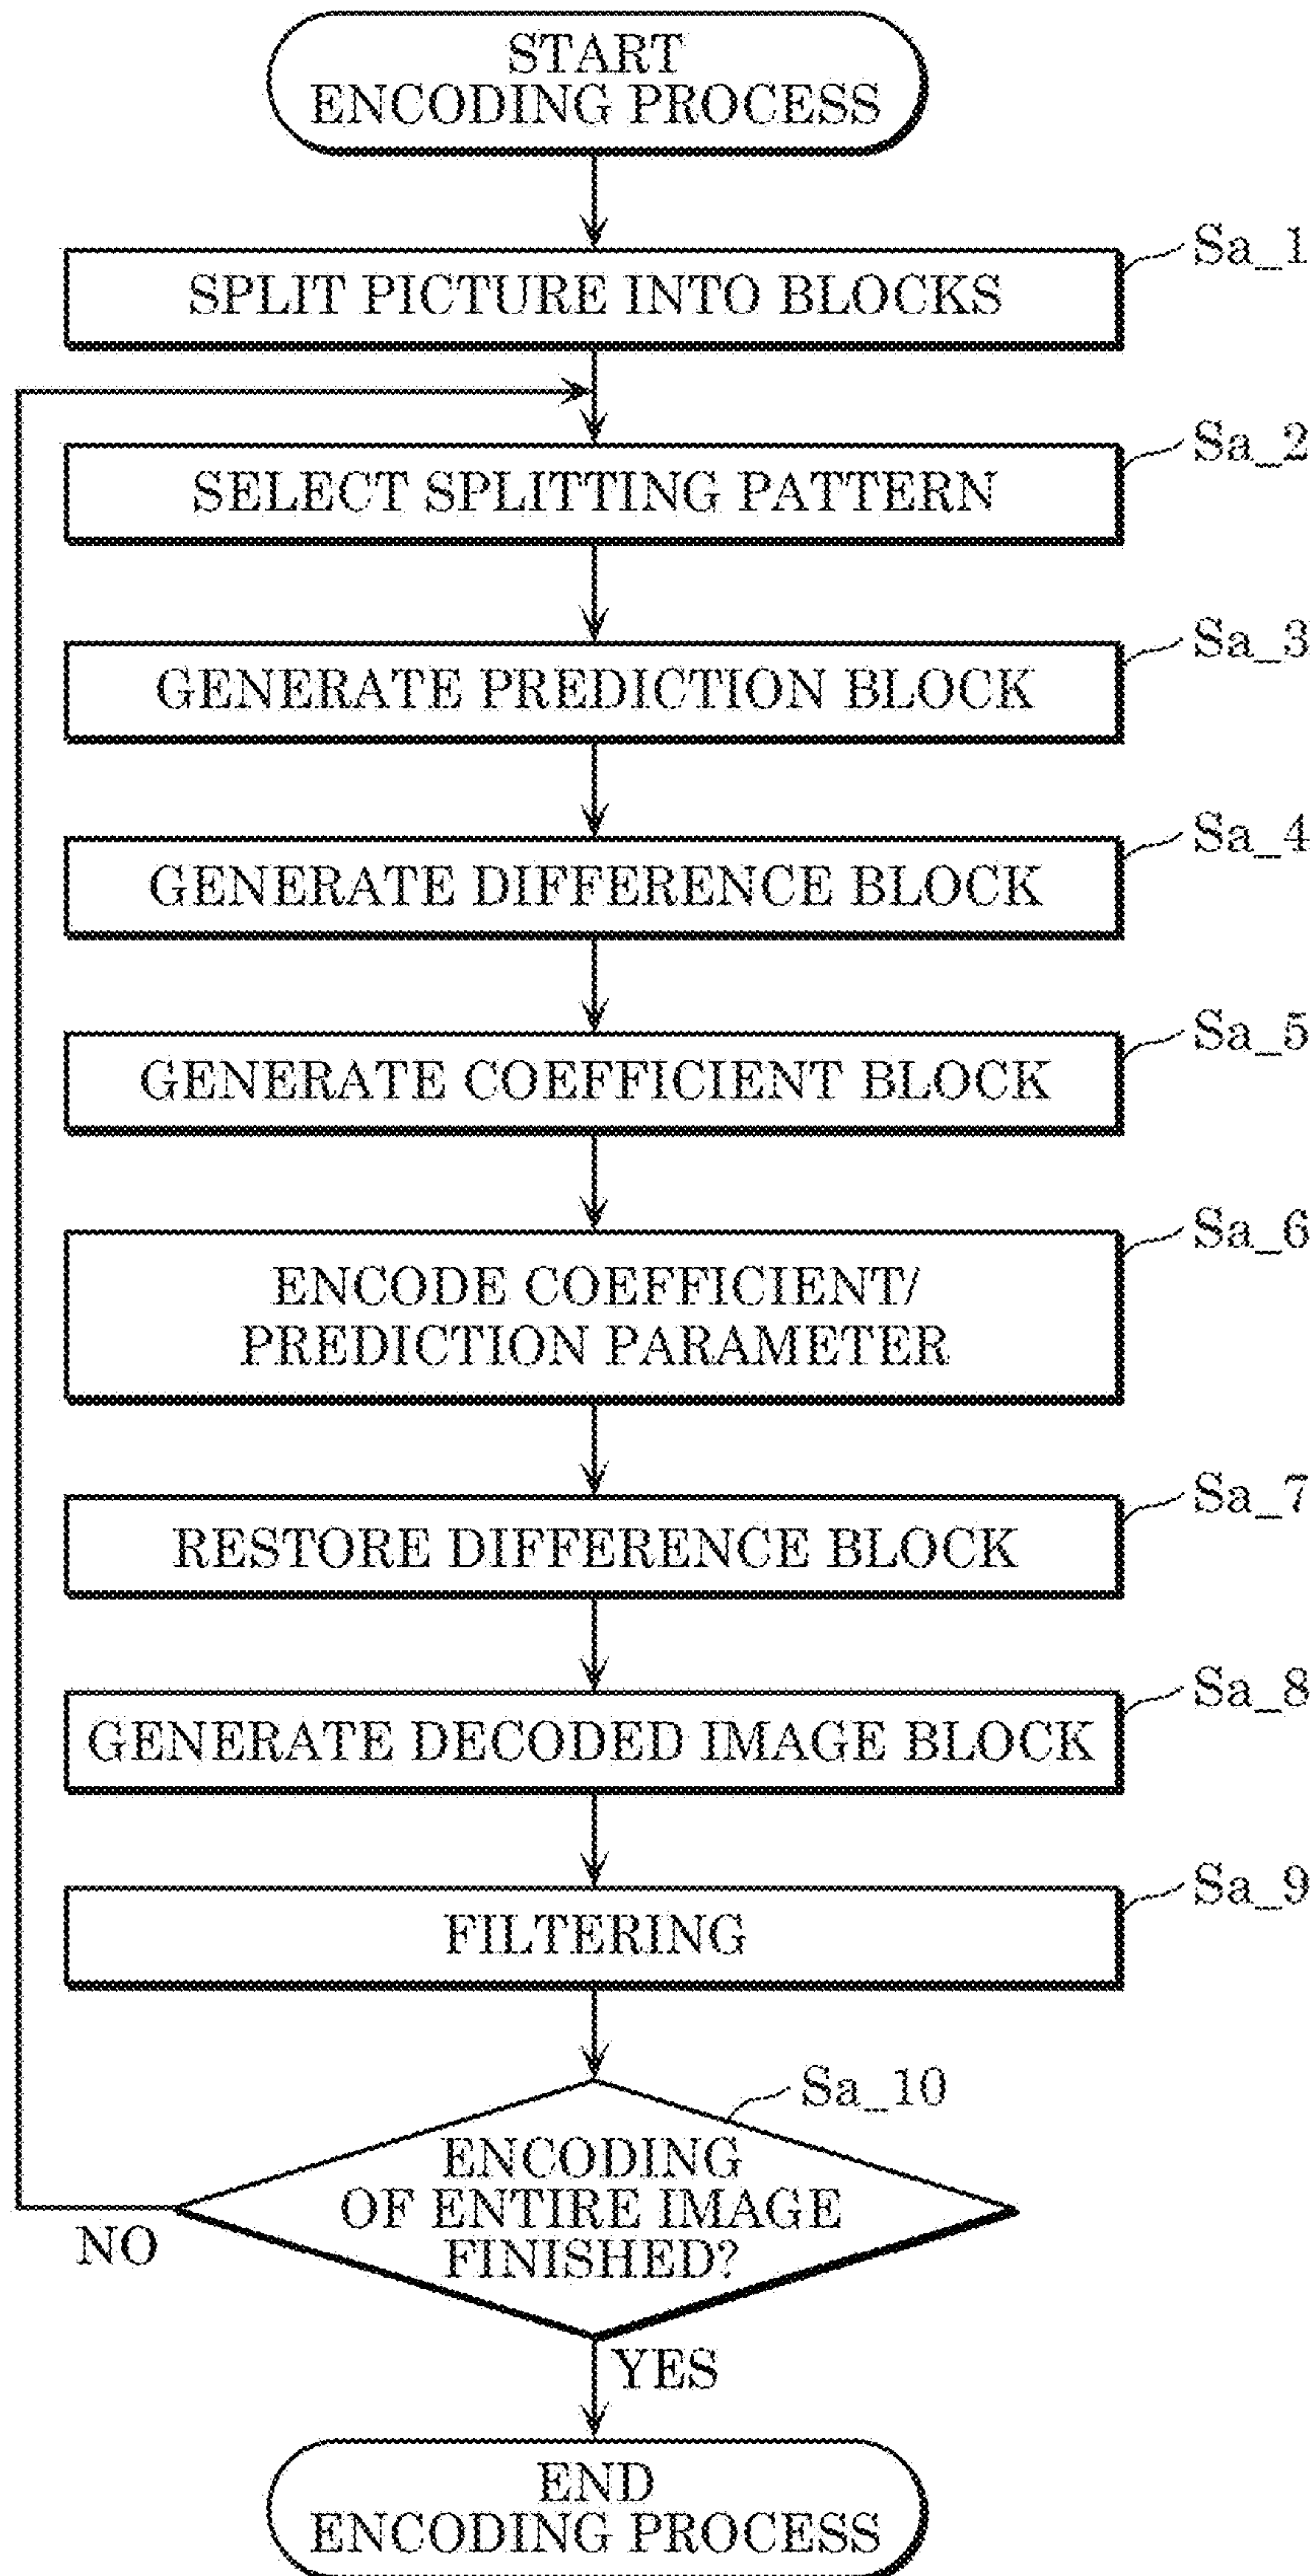 START
ENCODING PROCESS
Sa_1
SPLIT PICTURE INTO BLOCKS
Sa_2
SELECT SPLITTING PATTERN
Sa_3
GENERATE PREDICTION BLOCK
Sa_4
GENERATE DIFFERENCE BLOCK
Sa_5
GENERATE COEFFICIENT BLOCK
Sa_6
ENCODE COEFFICIENT/
PREDICTION PARAMETER
Sa_7
RESTORE DIFFERENCE BLOCK
Sa_8
GENERATE DECODED IMAGE BLOCK
Sa_9
FILTERING
Sa_10
ENCODING
OF ENTIRE IMAGE
FINISHED?
NO
YES
END
ENCODING PROCESS